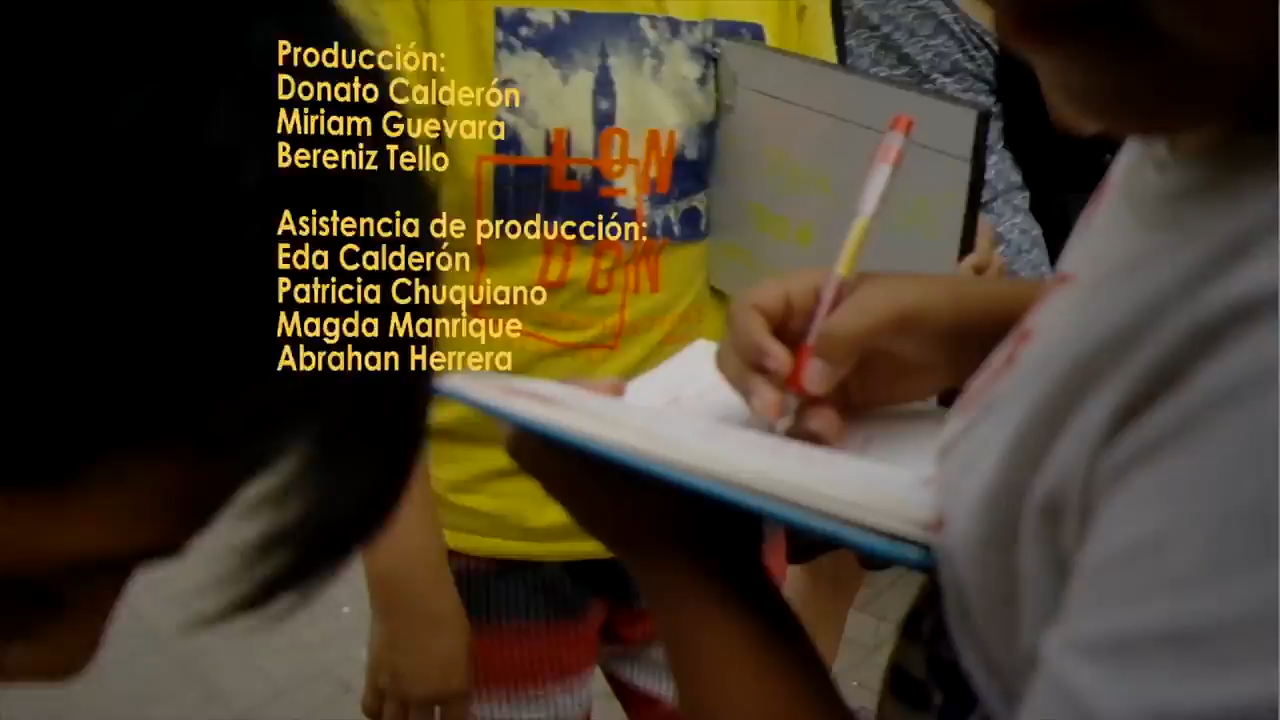 Producción:
Donato Calderón
Miriam Guevara
Bereniz Tello
Asistencia de producción:
Eda Calderón
Patricia Chuquiano
Magda Manrique
Abrahan Herrera
LON
DON